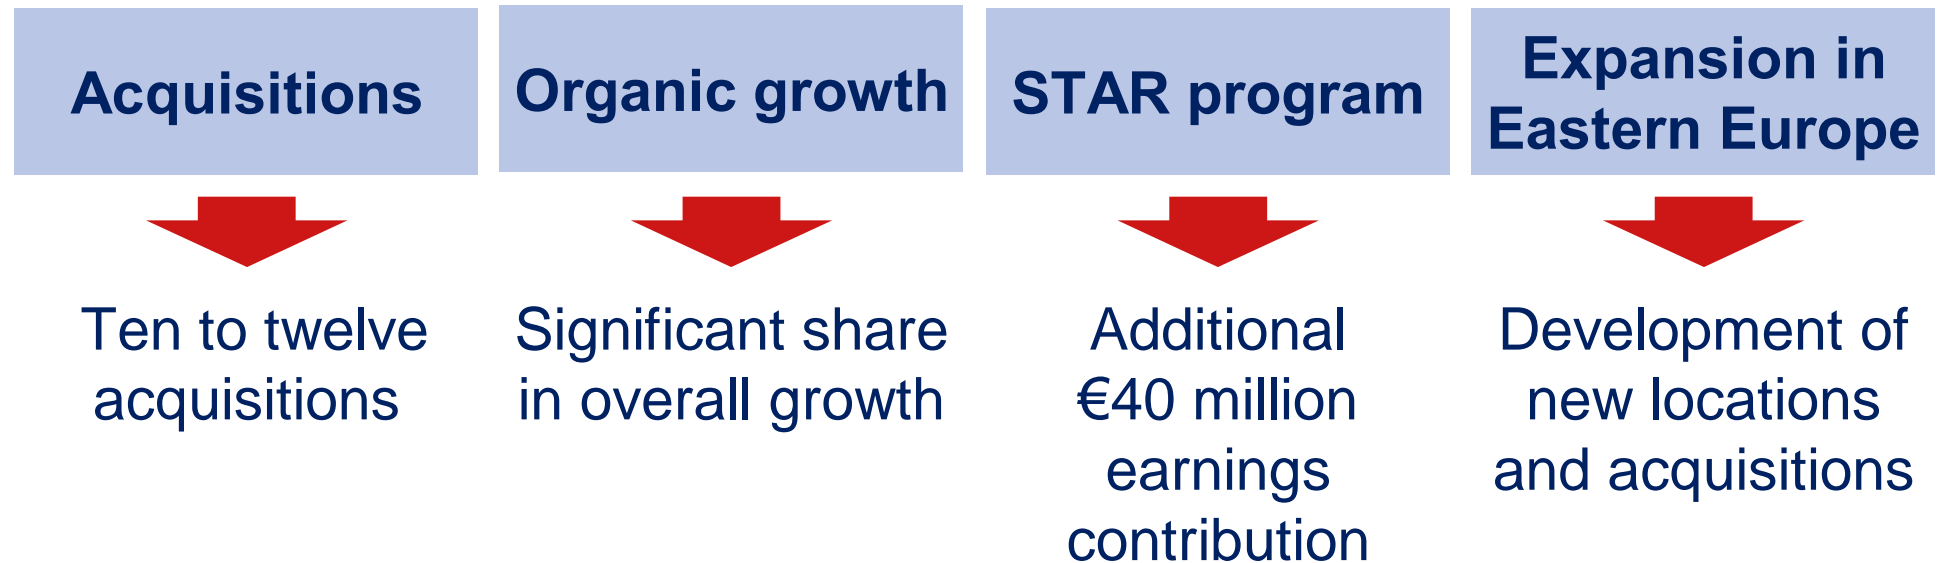 Acquisitions
Ten to twelve
acquisitions
Organic growth
Significant share
in overall growth
STAR program
Additional
€40 million
earnings
contribution
Expansion in
Eastern Europe
Development of
new locations
and acquisitions